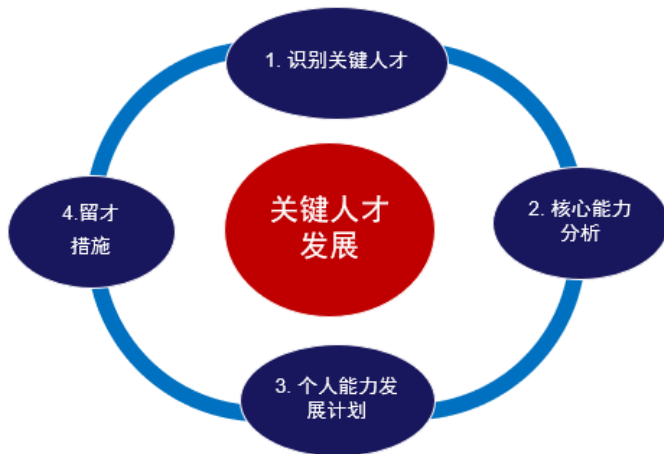 1. 识别关键人才
关键人才
发展
2. 核心能力
分析
3. 个人能力发
展计划
4.留才
措施